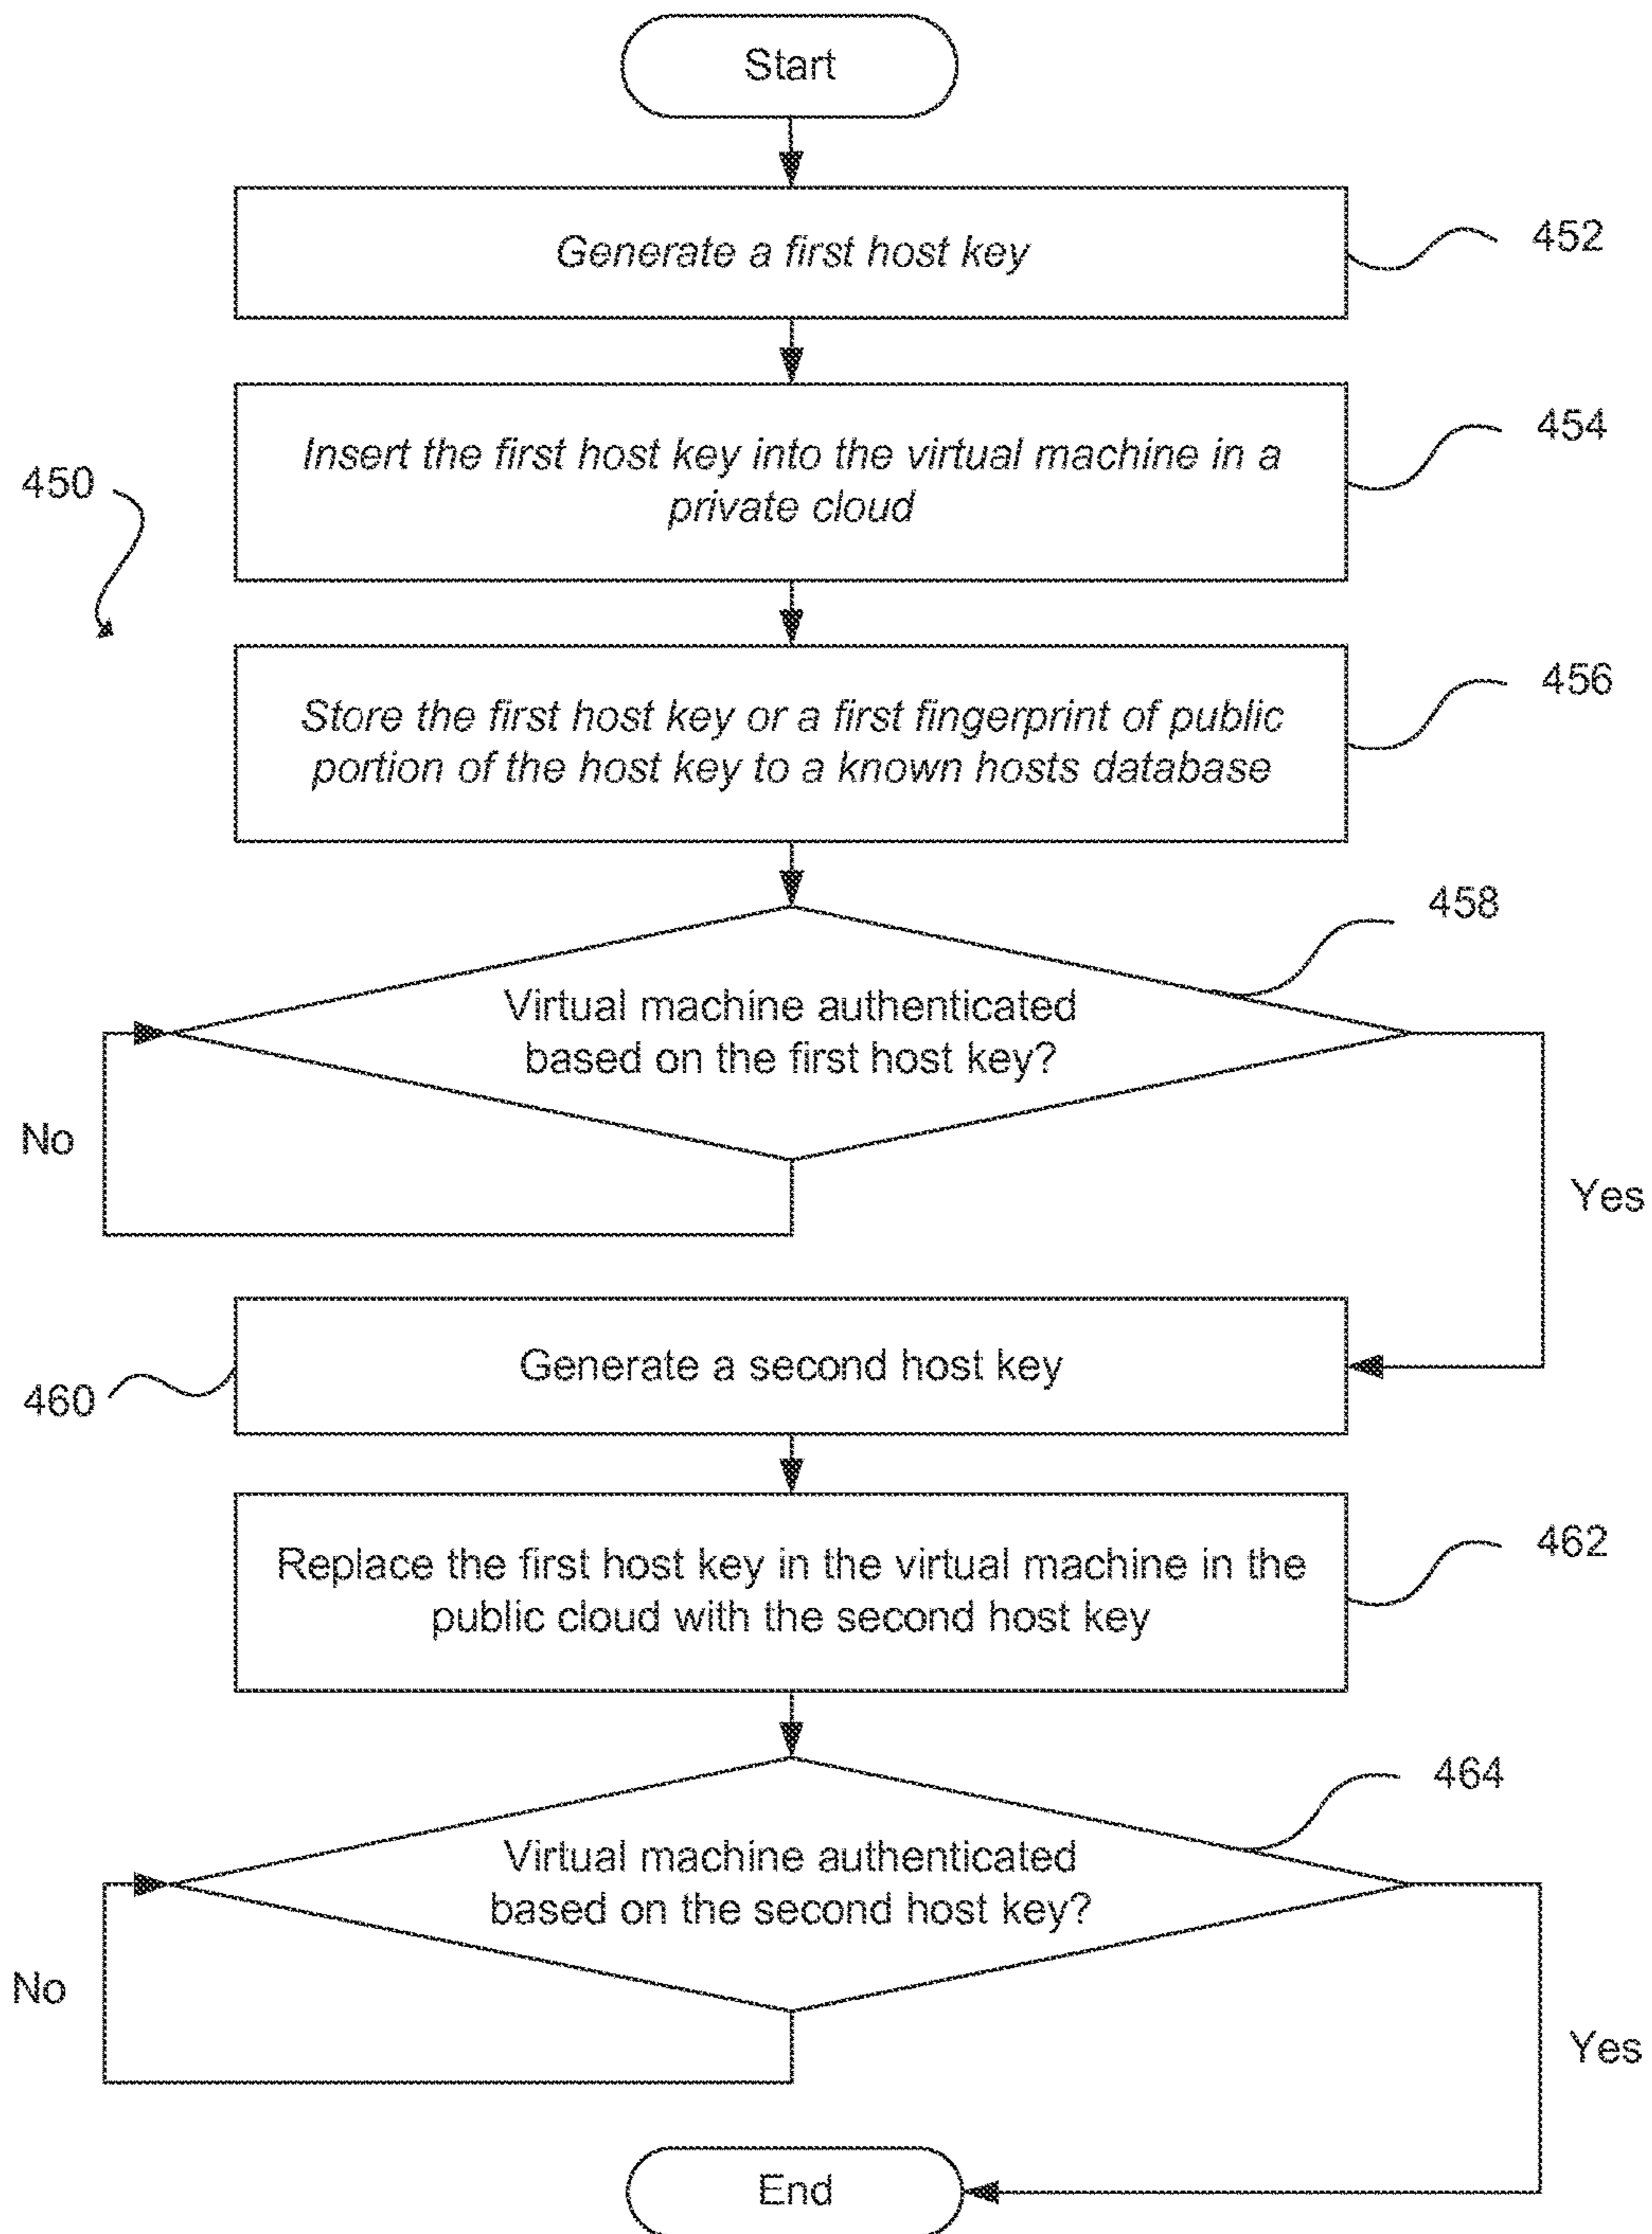 Start
Generate a first host key
452
Insert the first host key into the virtual machine in a
private cloud
454
450
Store the first host key or a first fingerprint of public
portion of the host key to a known hosts database
456
458
Virtual machine authenticated
based on the first host key?
No
Yes
Generate a second host key
460
Replace the first host key in the virtual machine in the
public cloud with the second host key
462
464
Virtual machine authenticated
based on the second host key?
No
Yes
End